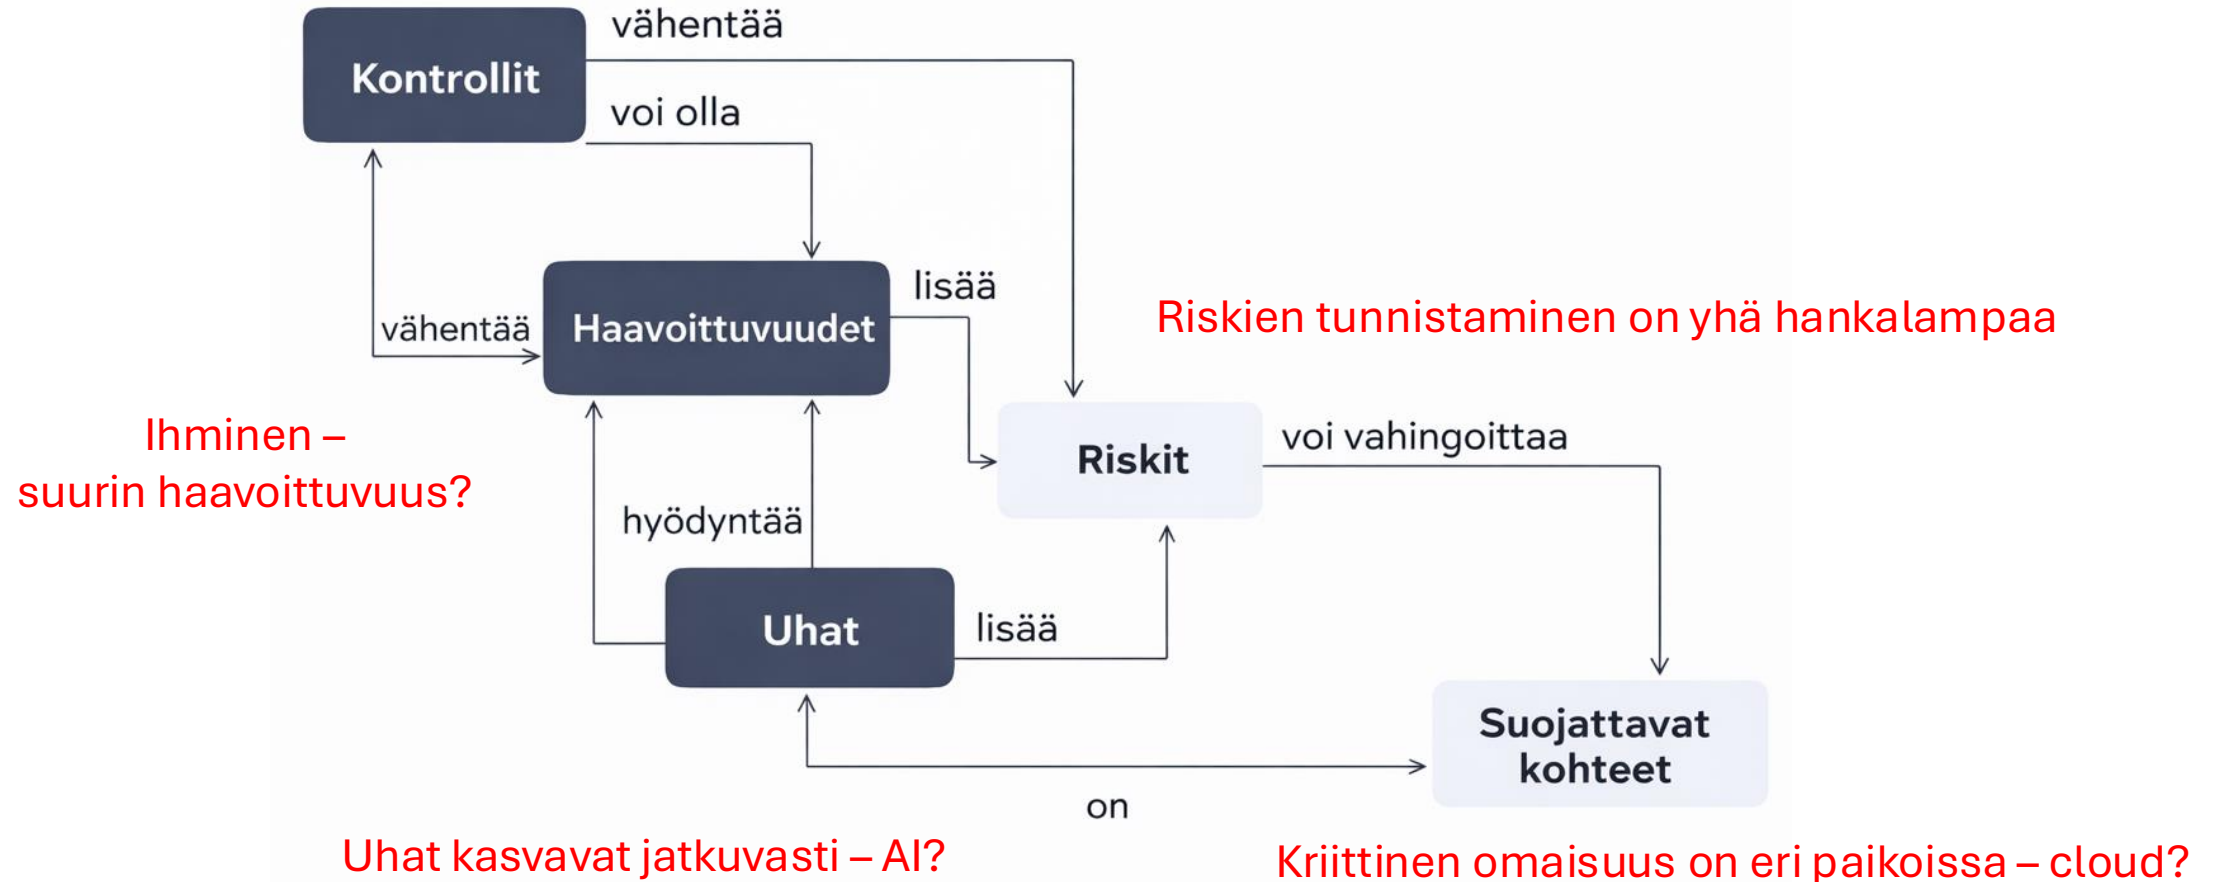 vähentää
Kontrollit
voi olla
lisää
vähentää
Haavoittuvuudet
Riskien tunnistaminen on yhä hankalampaa
Ihminen –
suurin haavoittuvuus?
voi vahingoittaa
Riskit
hyödyntää
Uhat
lisää
Suojattavat
kohteet
on
Uhat kasvavat jatkuvasti – AI?
Kriittinen omaisuus on eri paikoissa – cloud?